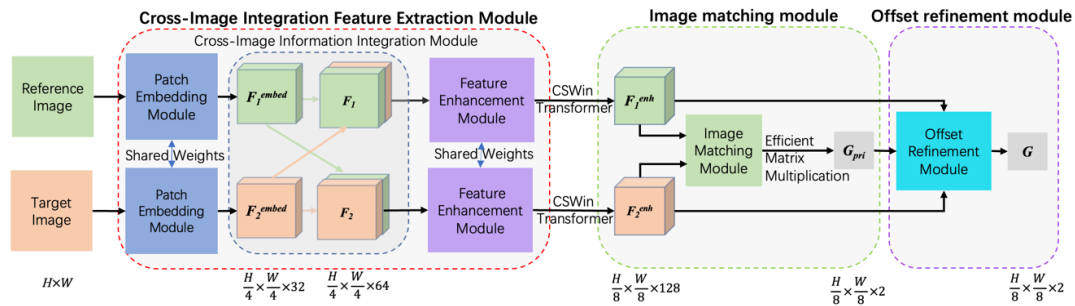 Cross-Image Integration Feature Extraction Module
Image matching module
Offset refinement module
Cross-Image Information Integration Module
Reference
Image
Patch
Embedding
Module
F₁ᵉᵐᵇᵉᵈ
F₁
Feature
Enhancement
Module
CSWin
Transformer
F₁ᵉⁿʰ
Shared Weights
Shared Weights
Image
Matching
Module
Efficient
Matrix
Multiplication
Gₚᵣᵢ
Offset
Refinement
Module
G
Target
Image
Patch
Embedding
Module
F₂ᵉᵐᵇᵉᵈ
F₂
Feature
Enhancement
Module
CSWin
Transformer
F₂ᵉⁿʰ
H×W
H/4 × W/4 ×32
H/4 × W/4 ×64
H/8 × W/8 ×128
H/8 × W/8 ×2
H/8 × W/8 ×2